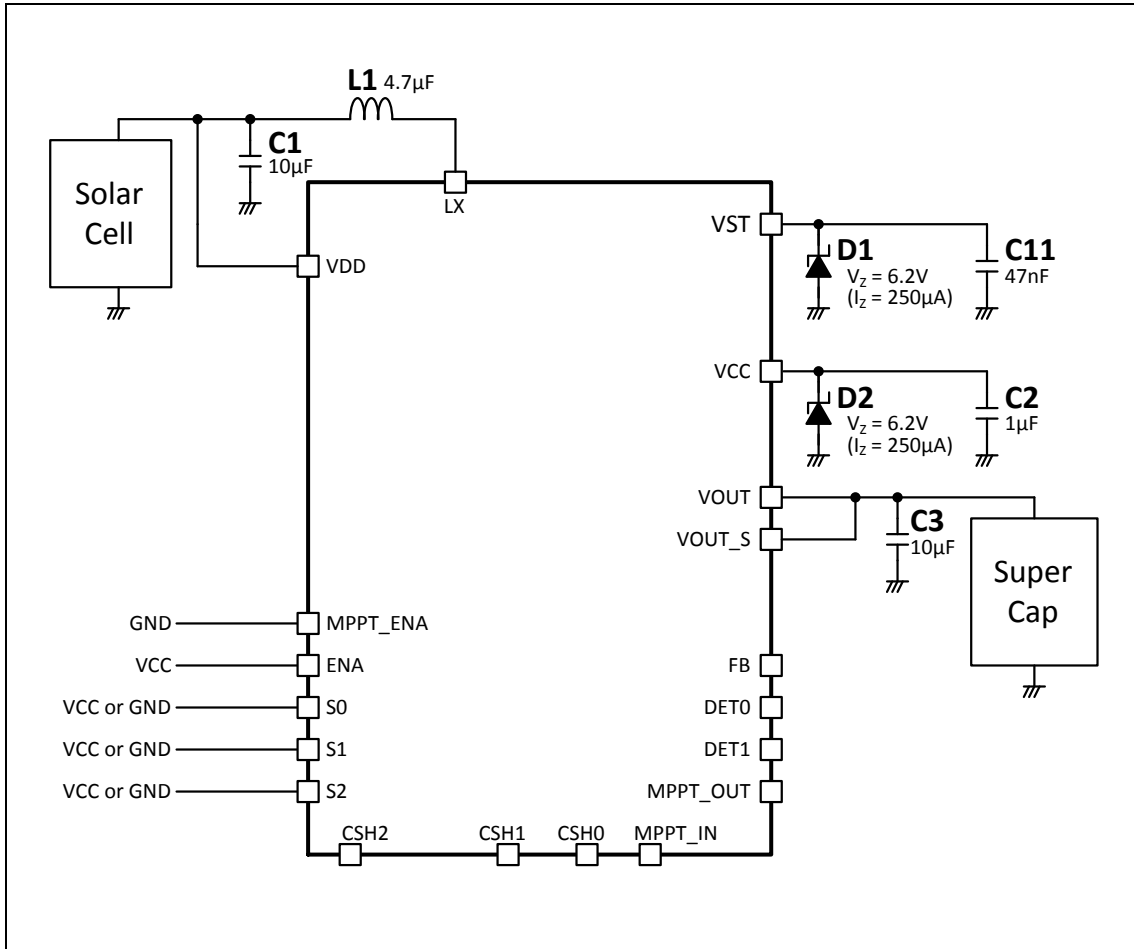 L1 4.7µF
C1
10µF
Solar
Cell
LX
VDD
VST
D1
VZ = 6.2V
(IZ = 250µA)
C11
47nF
VCC
D2
VZ = 6.2V
(IZ = 250µA)
C2
1µF
VOUT
VOUT_S
C3
10µF
Super
Cap
GND
MPPT_ENA
VCC
ENA
VCC or GND
S0
VCC or GND
S1
VCC or GND
S2
FB
DET0
DET1
MPPT_OUT
CSH2
CSH1
CSH0
MPPT_IN